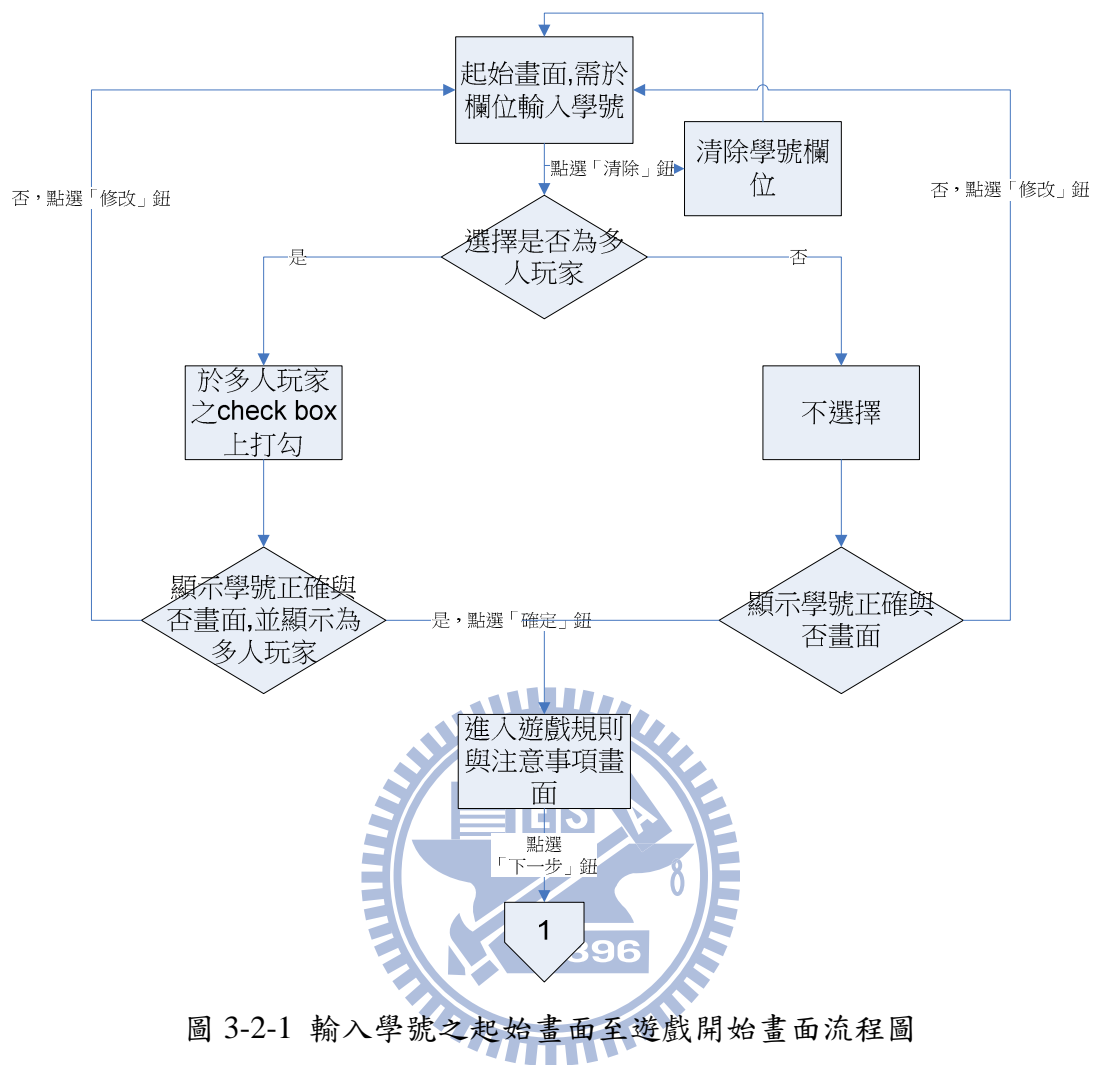 起始畫面,需於
欄位輸入學號
點選「清除」鈕
清除學號欄
位
否，點選「修改」鈕
否，點選「修改」鈕
選擇是否為多
人玩家
是
否
於多人玩家
之check box
上打勾
不選擇
顯示學號正確與
否畫面,並顯示為
多人玩家
是，點選「確定」鈕
顯示學號正確與
否畫面
進入遊戲規則
與注意事項畫
面
E S A
點選
「下一步」鈕
8
1
896
圖 3-2-1 輸入學號之起始畫面至遊戲開始畫面流程圖